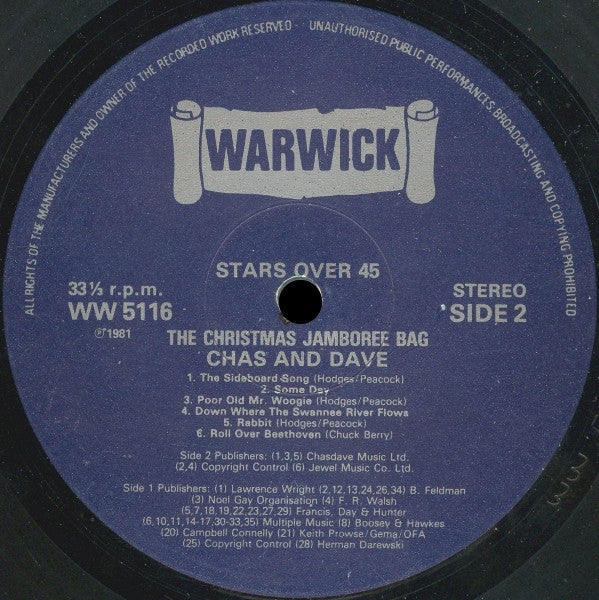 ALL RIGHTS OF THE MANUFACTURERS AND OWNER OF THE RECORDED WORK RESERVED - UNAUTHORISED PUBLIC PERFORMANCES, BROADCASTING AND COPYING PROHIBITED
WARWICK
STARS OVER 45
33⅓ r.p.m.
STEREO
WW 5116
SIDE 2
℗1981
THE CHRISTMAS JAMBOREE BAG
CHAS AND DAVE
1. The Sideboard Song (Hodges/Peacock)
2. Some Day
3. Poor Old Mr. Woogie (Hodges/Peacock)
4. Down Where The Swannee River Flows
5. Rabbit (Hodges/Peacock)
6. Roll Over Beethoven (Chuck Berry)
Side 2 Publishers: (1,3,5) Chasdave Music Ltd.
(2,4) Copyright Control (6) Jewel Music Co. Ltd.
Side 1 Publishers: (1) Lawrence Wright (2,12,13,24,26,34) B. Feldman
(3) Noel Gay Organisation (4) F. R. Walsh
(5,7,18,19,22,23,27,29) Francis, Day & Hunter
(6,10,11,14-17,30-33,35) Multiple Music (8) Boosey & Hawkes
(20) Campbell Connelly (21) Keith Prowse/Gema/OFA
(25) Copyright Control (28) Herman Darewski